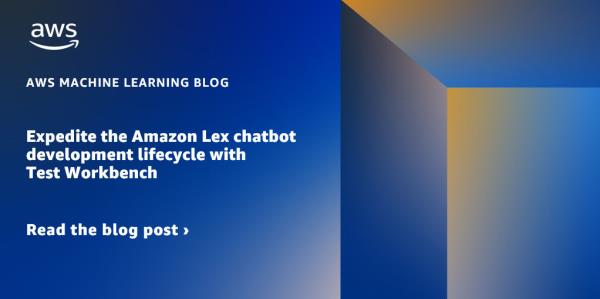 aws
AWS MACHINE LEARNING BLOG
Expedite the Amazon Lex chatbot
development lifecycle with
Test Workbench
Read the blog post ›